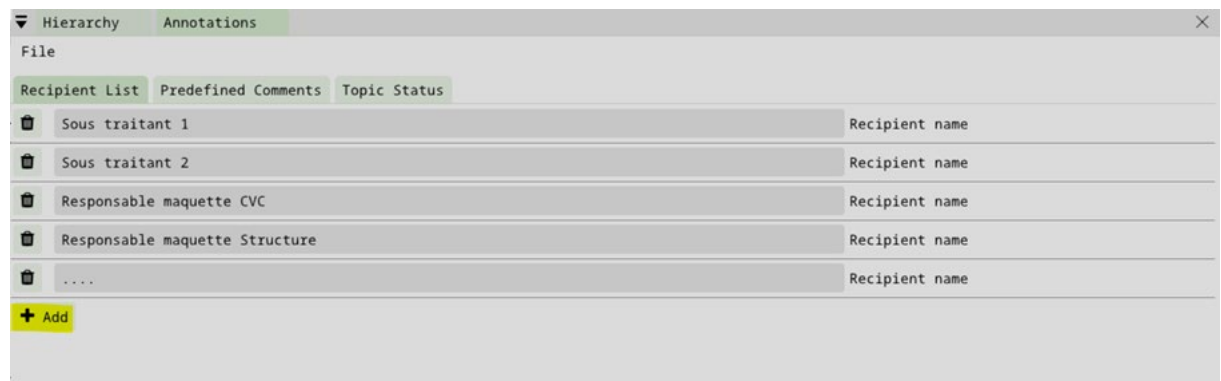 Hierarchy Annotations
File
Recipient List Predefined Comments Topic Status
Sous traitant 1 Recipient name
Sous traitant 2 Recipient name
Responsable maquette CVC Recipient name
Responsable maquette Structure Recipient name
.... Recipient name
+ Add